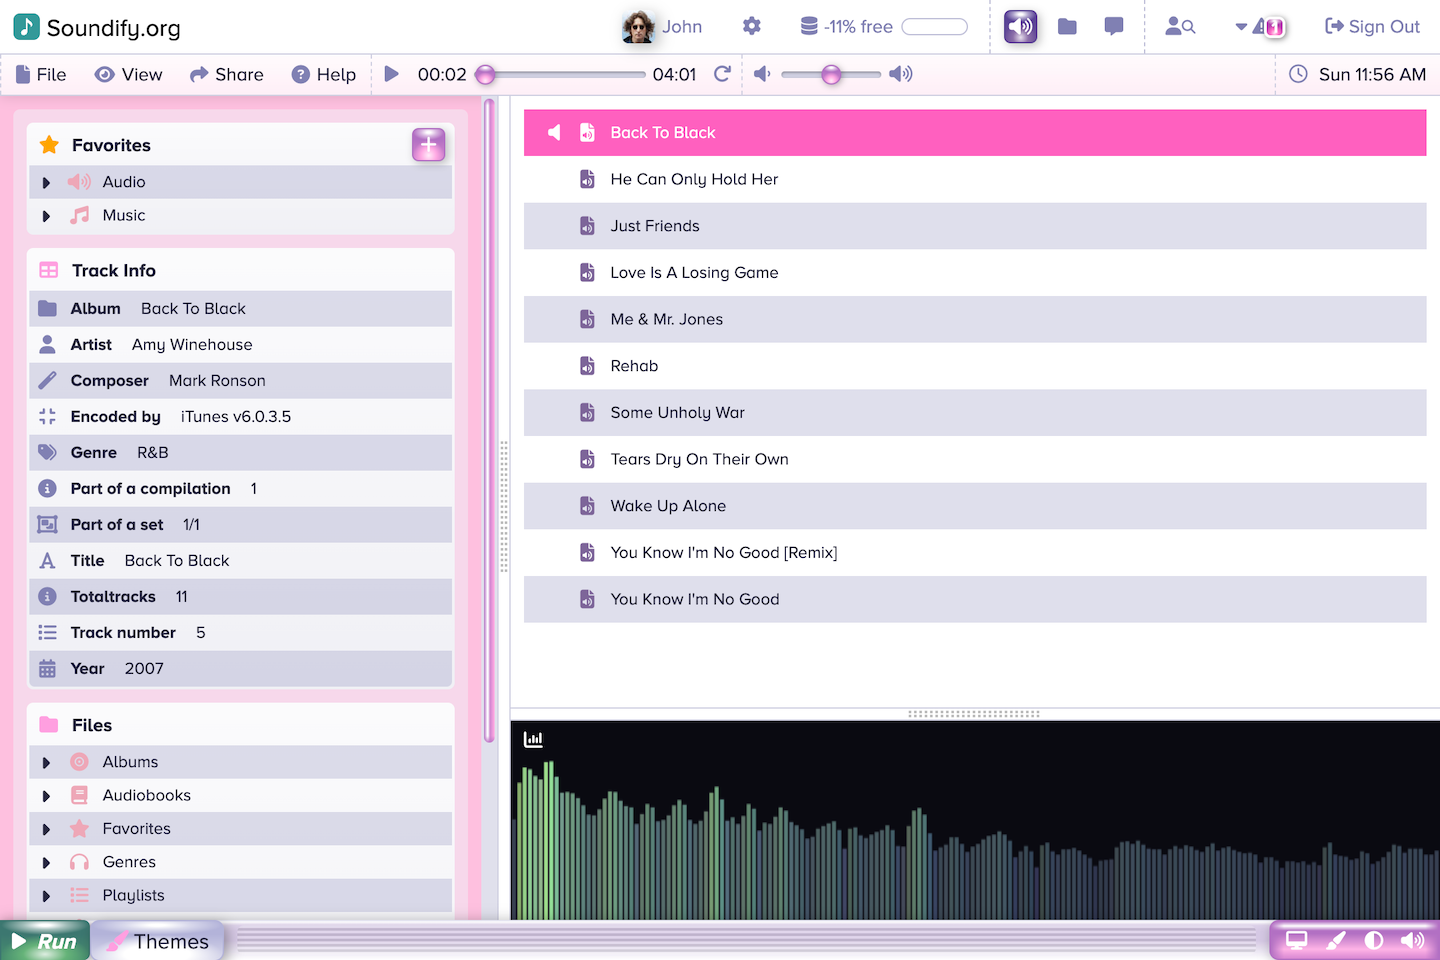 Soundify.org
John
-11% free
1
Sign Out
File
View
Share
Help
00:02
04:01
Sun 11:56 AM
Favorites
Audio
Music
Track Info
Album Back To Black
Artist Amy Winehouse
Composer Mark Ronson
Encoded by iTunes v6.0.3.5
Genre R&B
Part of a compilation 1
Part of a set 1/1
Title Back To Black
Totaltracks 11
Track number 5
Year 2007
Files
Albums
Audiobooks
Favorites
Genres
Playlists
Back To Black
He Can Only Hold Her
Just Friends
Love Is A Losing Game
Me & Mr. Jones
Rehab
Some Unholy War
Tears Dry On Their Own
Wake Up Alone
You Know I'm No Good [Remix]
You Know I'm No Good
Run
Themes